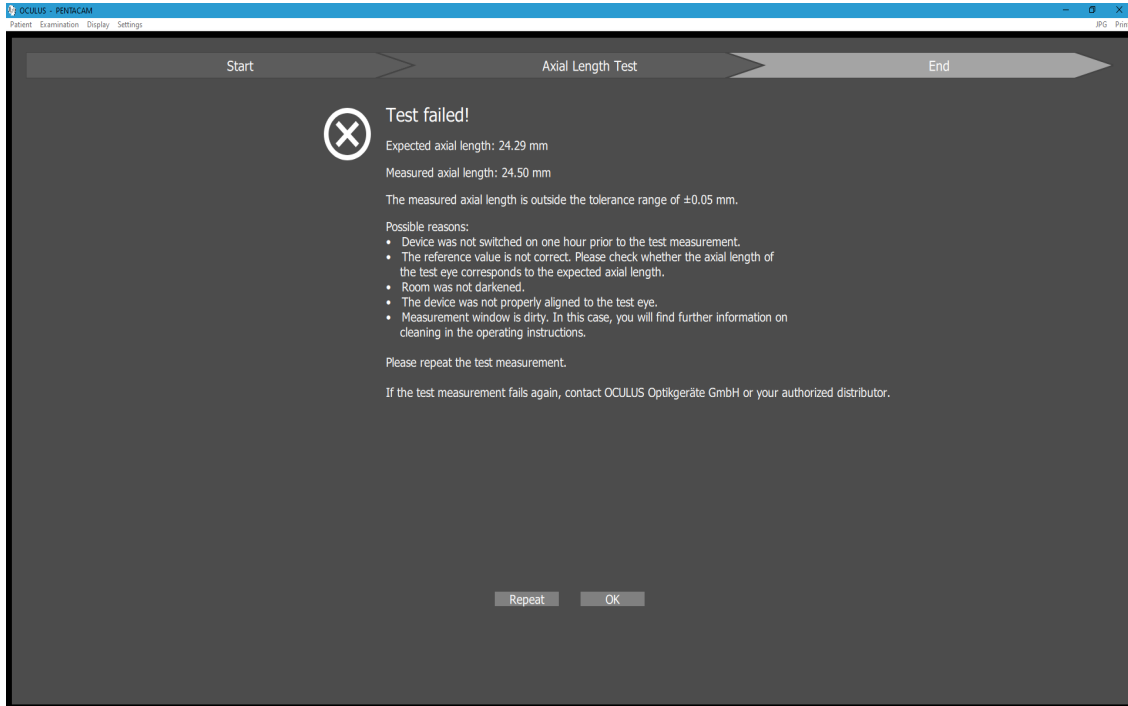 OCULUS - PENTACAM
Patient Examination Display Settings JPG Print
Start Axial Length Test End
Test failed!
Expected axial length: 24.29 mm
Measured axial length: 24.50 mm
The measured axial length is outside the tolerance range of ±0.05 mm.
Possible reasons:
• Device was not switched on one hour prior to the test measurement.
• The reference value is not correct. Please check whether the axial length of
the test eye corresponds to the expected axial length.
• Room was not darkened.
• The device was not properly aligned to the test eye.
• Measurement window is dirty. In this case, you will find further information on
cleaning in the operating instructions.
Please repeat the test measurement.
If the test measurement fails again, contact OCULUS Optikgeräte GmbH or your authorized distributor.
Repeat OK